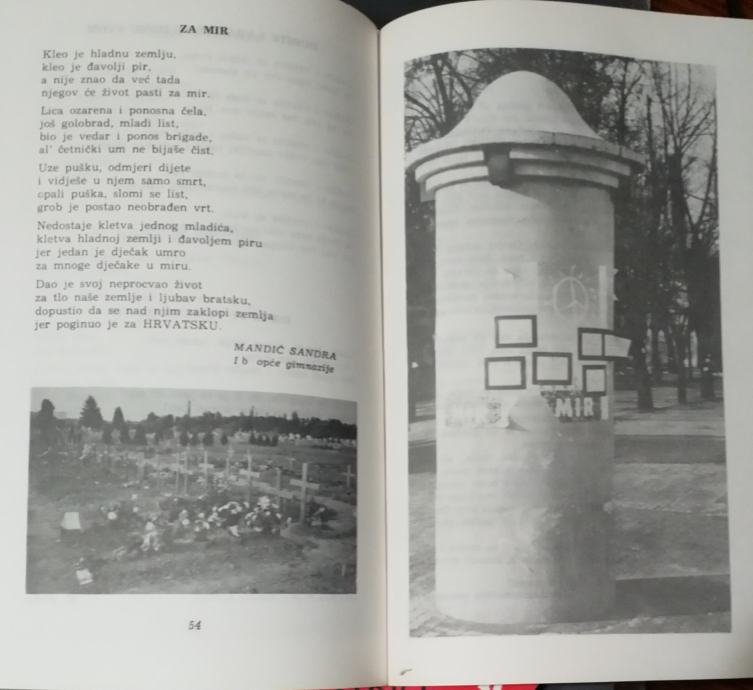 ZA MIR
Kleo je hladnu zemlju,
kleo je đavolji pir,
a nije znao da već tada
njegov će život pasti za mir.
Lica ozarena i ponosna čela,
još golobrad, mladi list,
bio je vedar i ponos brigade,
al' četnički um ne bijaše čist.
Uze pušku, odmjeri dijete
i vidješe u njem samo smrt,
opali puška, slomi se list,
grob je postao neobrađen vrt.
Nedostaje kletva jednog mladića,
kletva hladnoj zemlji i đavoljem piru
jer jedan je dječak umro
za mnoge dječake u miru.
Dao je svoj neprocvao život
za tlo naše zemlje i ljubav bratsku,
dopustio da se nad njim zaklopi zemlja
jer poginuo je za HRVATSKU.
MANDIĆ SANDRA
I b opće gimnazije
54
MIR